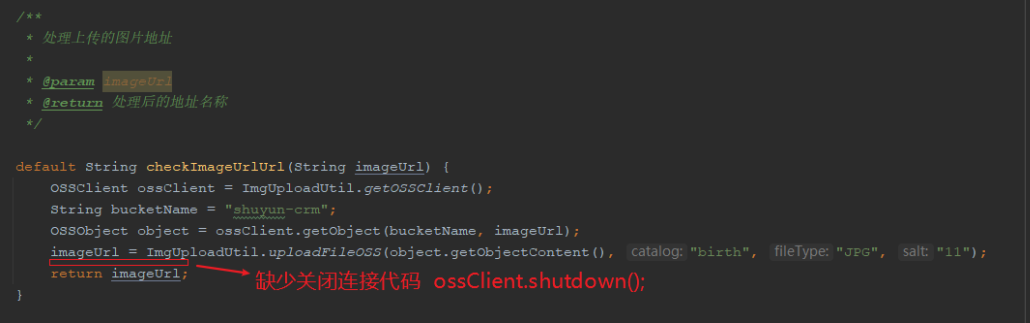 /**
* 处理上传的图片地址
*
* @param imageUrl
* @return 处理后的地址名称
*/
default String checkImageUrlUrl(String imageUrl) {
OSSClient ossClient = ImgUploadUtil.getOSSClient();
String bucketName = "shuyun-crm";
OSSObject object = ossClient.getObject(bucketName, imageUrl);
imageUrl = ImgUploadUtil.uploadFileOSS(object.getObjectContent(), catalog: "birth", fileType: "JPG", salt: "11");
return imageUrl;
缺少关闭连接代码 ossClient.shutdown();
}